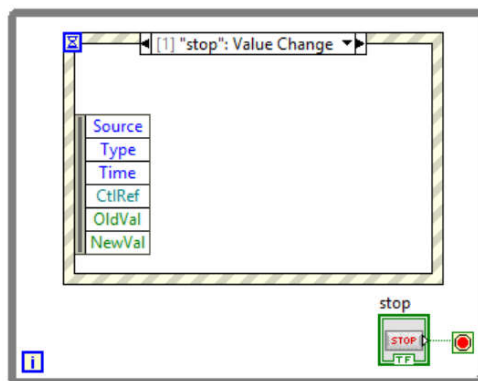 [1] "stop": Value Change
Source
Type
Time
CtlRef
OldVal
NewVal
stop
STOP
TF
i